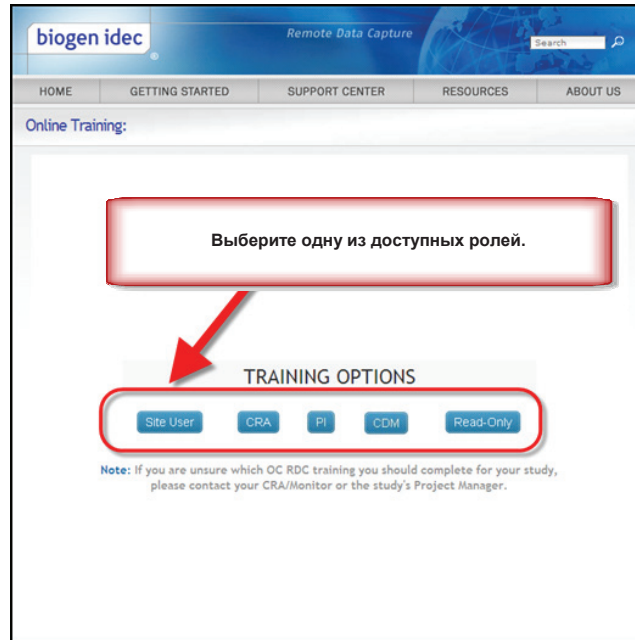 biogen idec
®
Remote Data Capture
Search
HOME GETTING STARTED SUPPORT CENTER RESOURCES ABOUT US
Online Training:
Выберите одну из доступных ролей.
TRAINING OPTIONS
Site User CRA PI CDM Read-Only
Note: If you are unsure which OC RDC training you should complete for your study,
please contact your CRA/Monitor or the study's Project Manager.